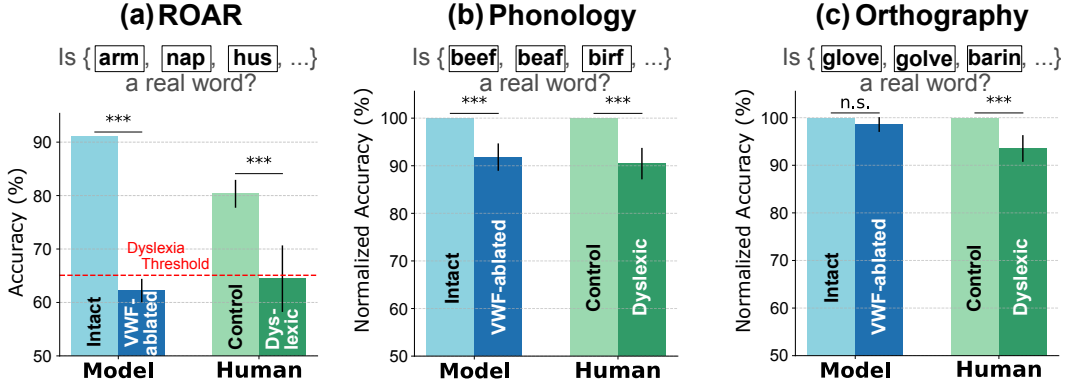 (a) ROAR
Is { arm, nap, hus, ...}
a real word?
Accuracy (%)
90
80
70
60
50
***
***
Dyslexia
Threshold
Intact
VWF-
ablated
Control
Dys-
lexic
Model
Human
(b) Phonology
Is { beef, beaf, birf, ...}
a real word?
Normalized Accuracy (%)
100
90
80
70
60
50
***
***
Intact
VWF-ablated
Control
Dyslexic
Model
Human
(c) Orthography
Is { glove, golve, barin, ...}
a real word?
Normalized Accuracy (%)
100
90
80
70
60
50
n.s.
***
Intact
VWF-ablated
Control
Dyslexic
Model
Human